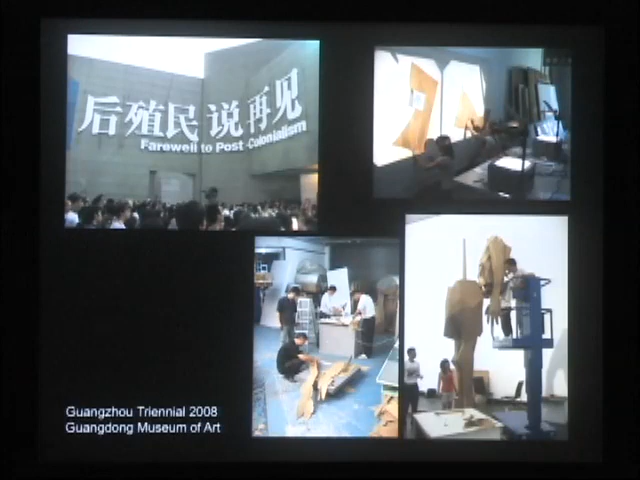 后殖民说再见
Farewell to Post-Colonialism
Guangzhou Triennial 2008
Guangdong Museum of Art